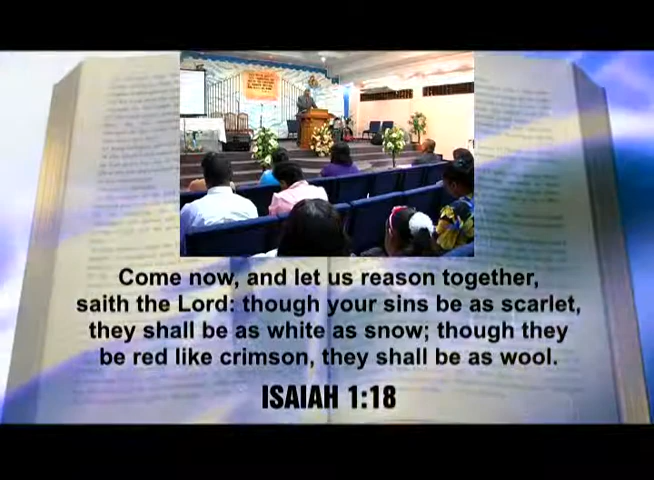 Come now, and let us reason together,
saith the Lord: though your sins be as scarlet,
they shall be as white as snow; though they
be red like crimson, they shall be as wool.
ISAIAH 1:18